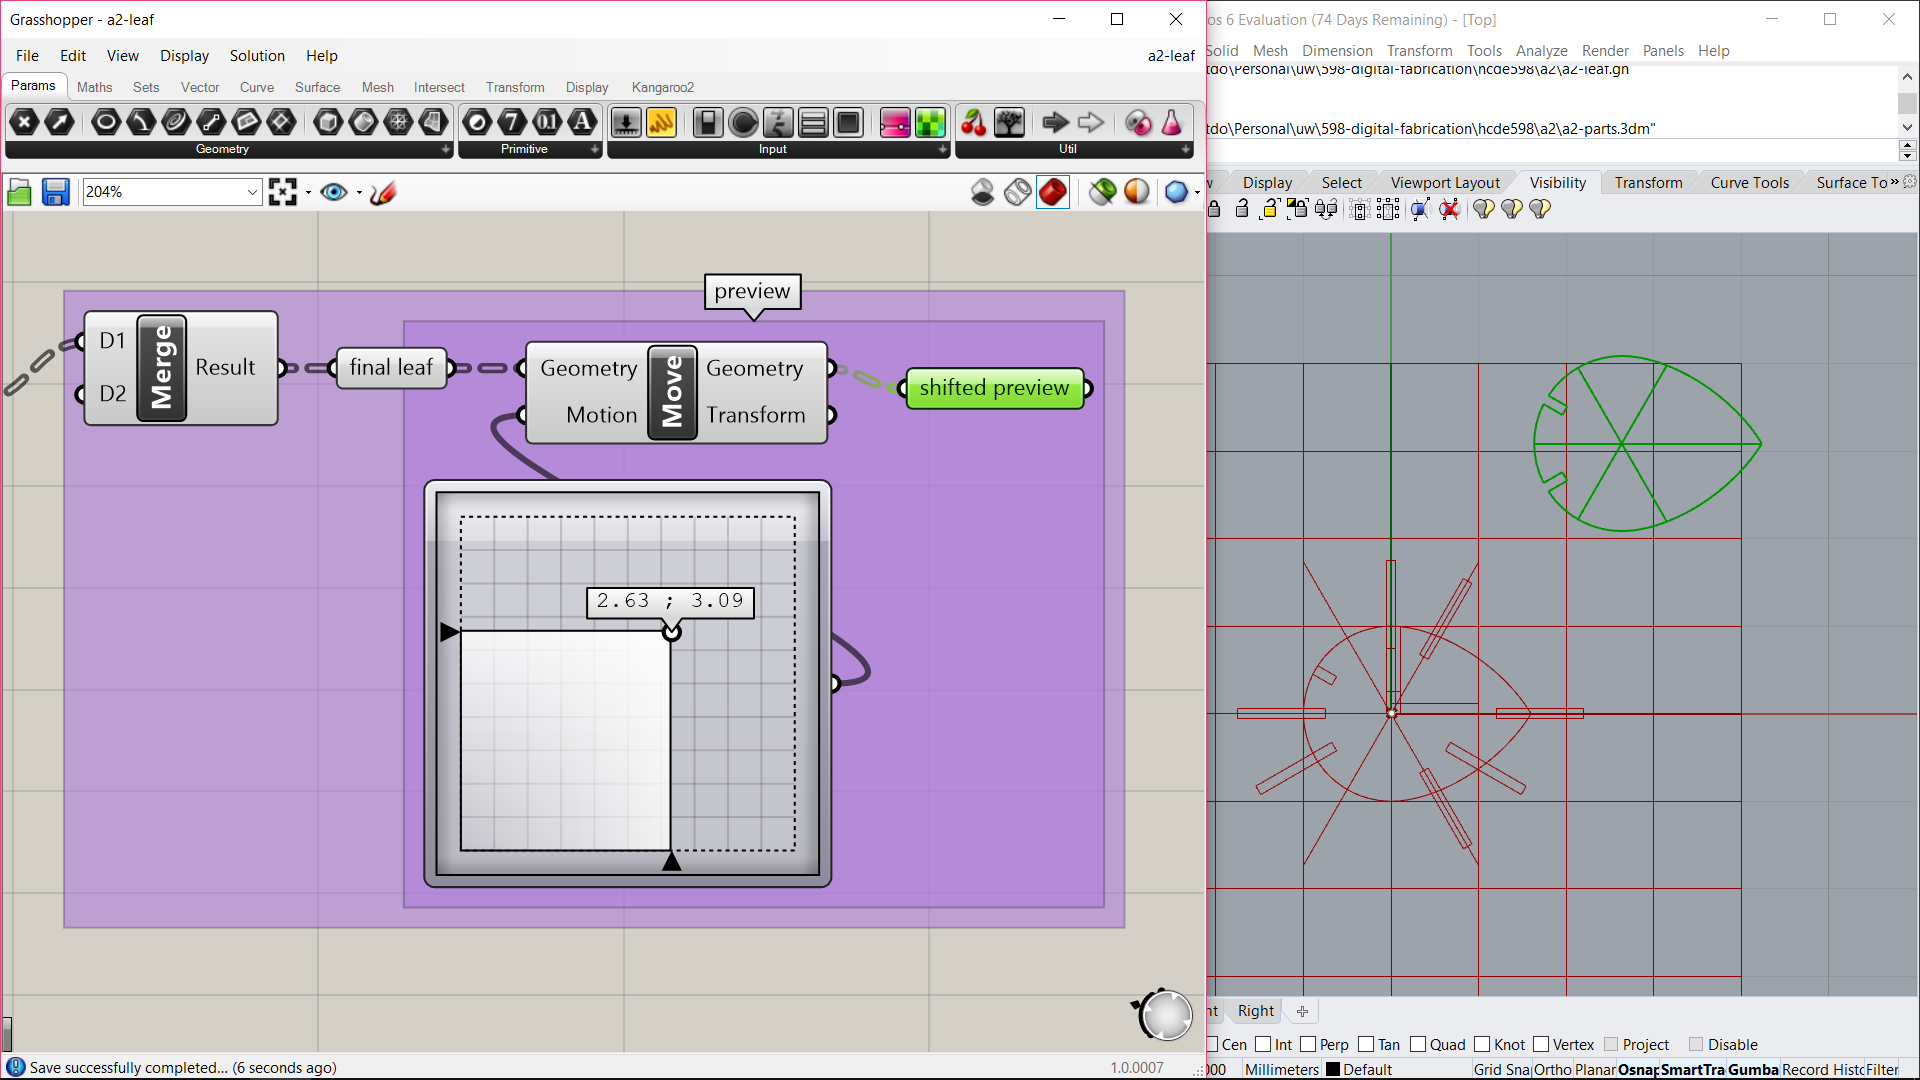 Grasshopper - a2-leaf
File Edit View Display Solution Help a2-leaf
Params Maths Sets Vector Curve Surface Mesh Intersect Transform Display Kangaroo2
Geometry Primitive Input Util
204%
preview
D1
D2
Merge
Result
final leaf
Geometry
Motion
Move
Geometry
Transform
shifted preview
2.63 ; 3.09
Save successfully completed... (6 seconds ago)
1.0.0007
os 6 Evaluation (74 Days Remaining) - [Top]
Solid Mesh Dimension Transform Tools Analyze Render Panels Help
tdo\Personal\uw\598-digital-fabrication\hcde598\a2\a2-leaf.gh
tdo\Personal\uw\598-digital-fabrication\hcde598\a2\a2-parts.3dm"
w Display Select Viewport Layout Visibility Transform Curve Tools Surface To »
nt Right
Cen Int Perp Tan Quad Knot Vertex Project Disable
000 Millimeters Default Grid Sna Ortho Planar Osnap SmartTra Gumba Record Histo Filter